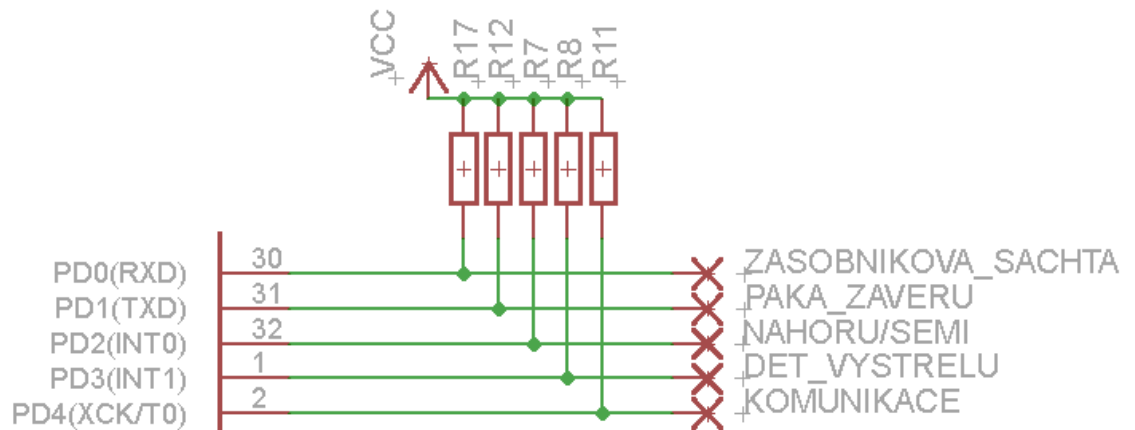 VCC R17 R12 R7 R8 R11
PD0(RXD) 30 ZASOBNIKOVA_SACHTA
PD1(TXD) 31 PAKA_ZAVERU
PD2(INT0) 32 NAHORU/SEMI
PD3(INT1) 1 DET_VYSTRELU
PD4(XCK/T0) 2 KOMUNIKACE